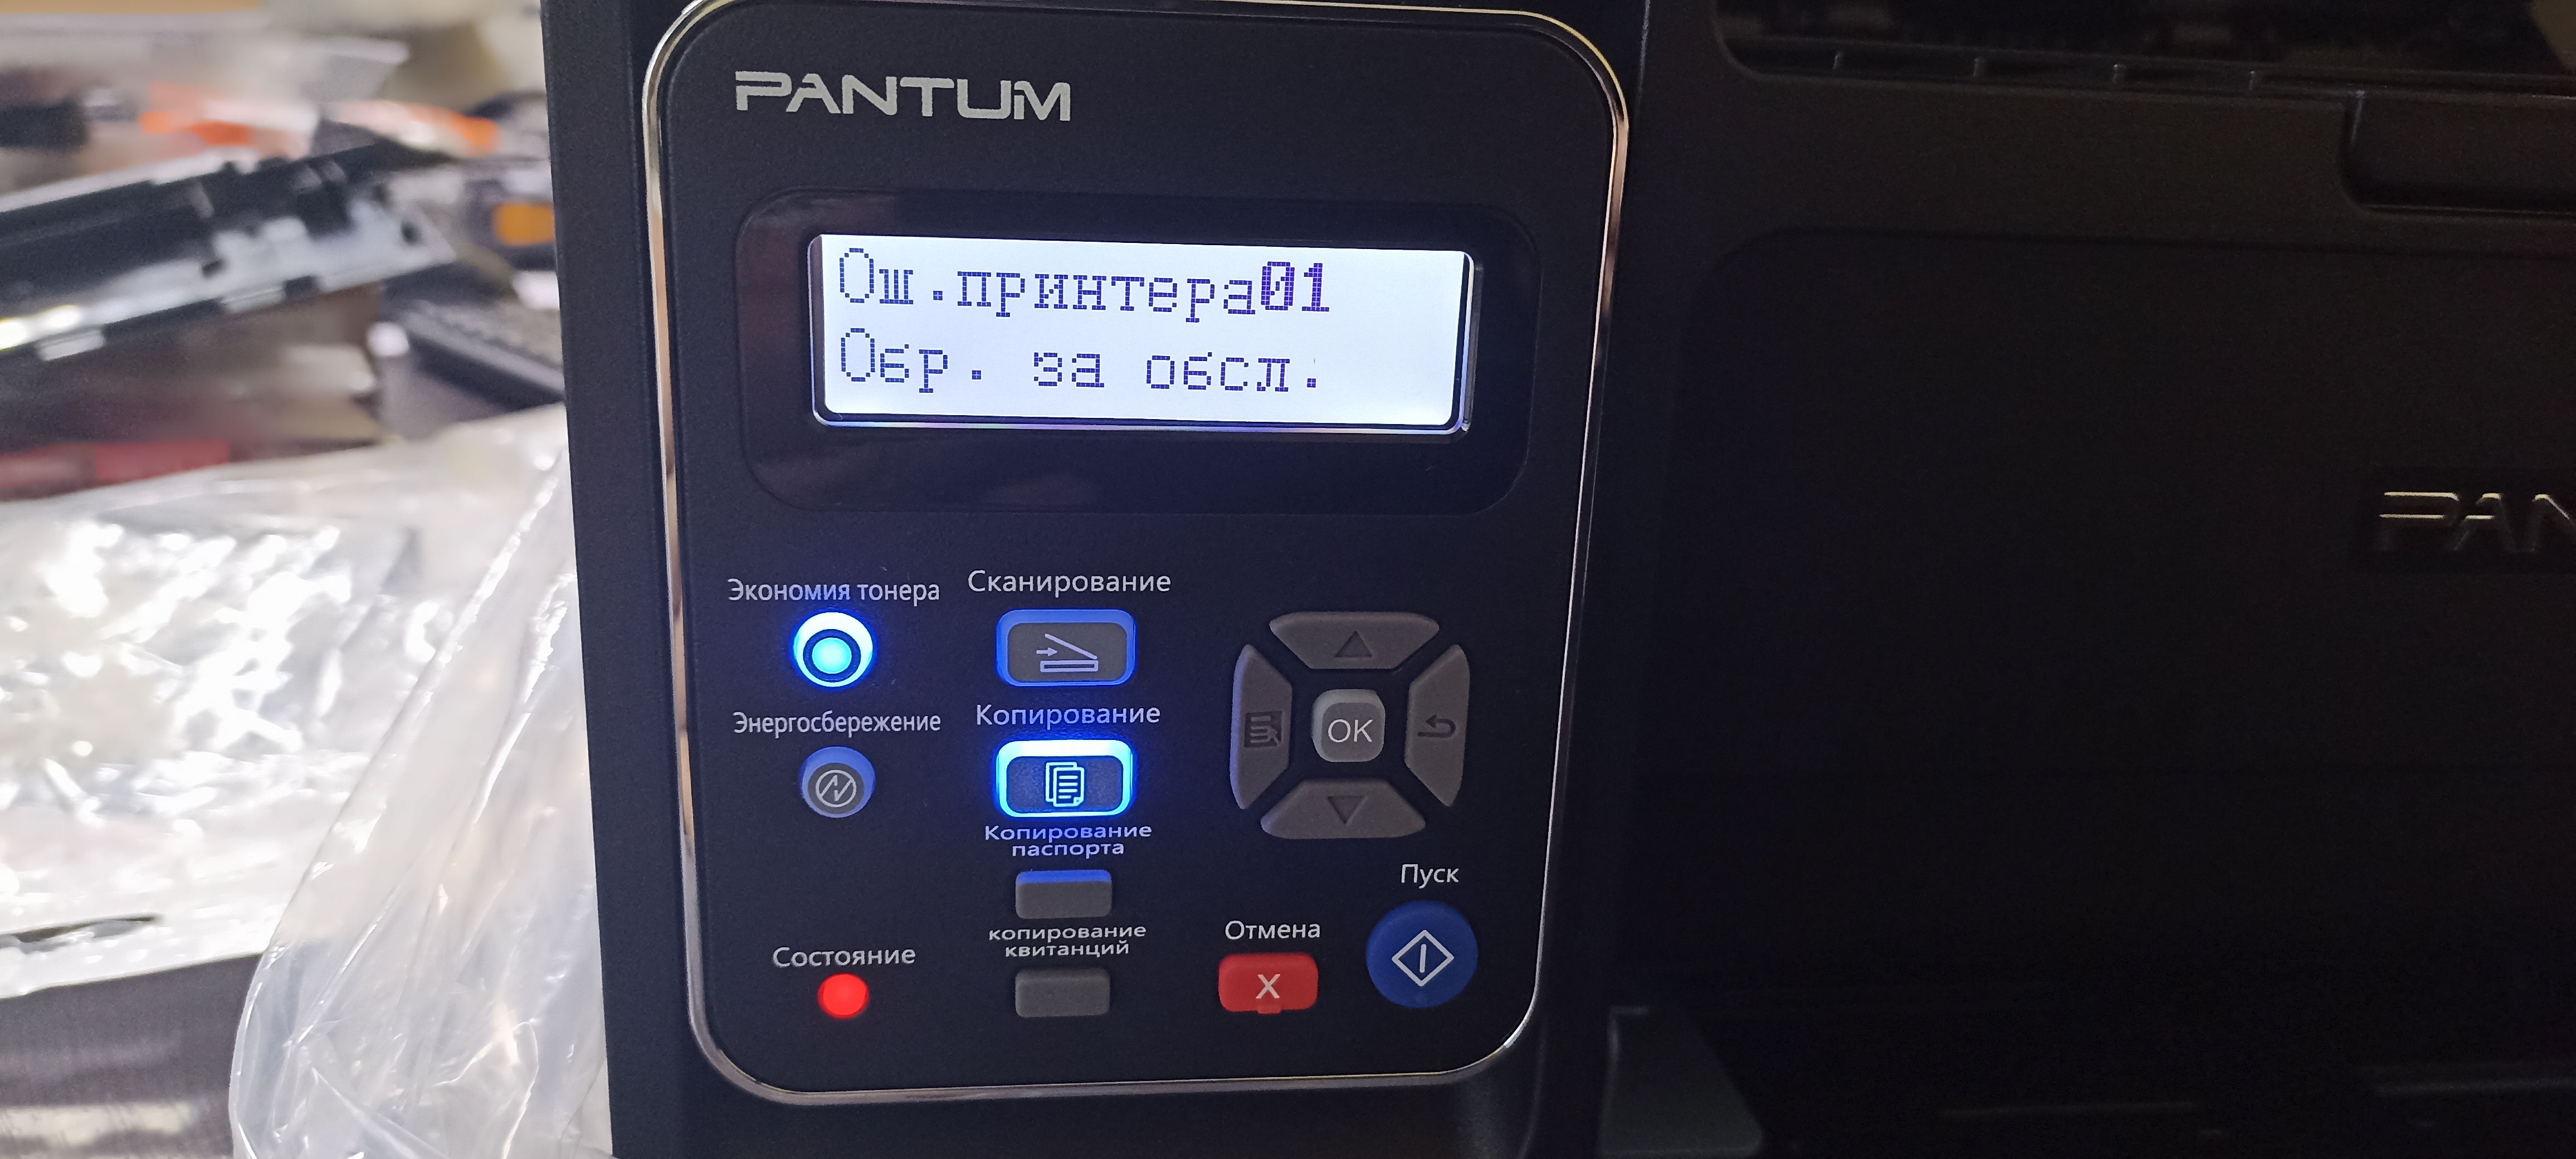 PANTUM
Ош.принтера01
Обр. за обсл.
PAN
Экономия тонера
Сканирование
Энергосбережение
Копирование
OK
Копирование
паспорта
Пуск
копирование
квитанций
Отмена
Состояние
X